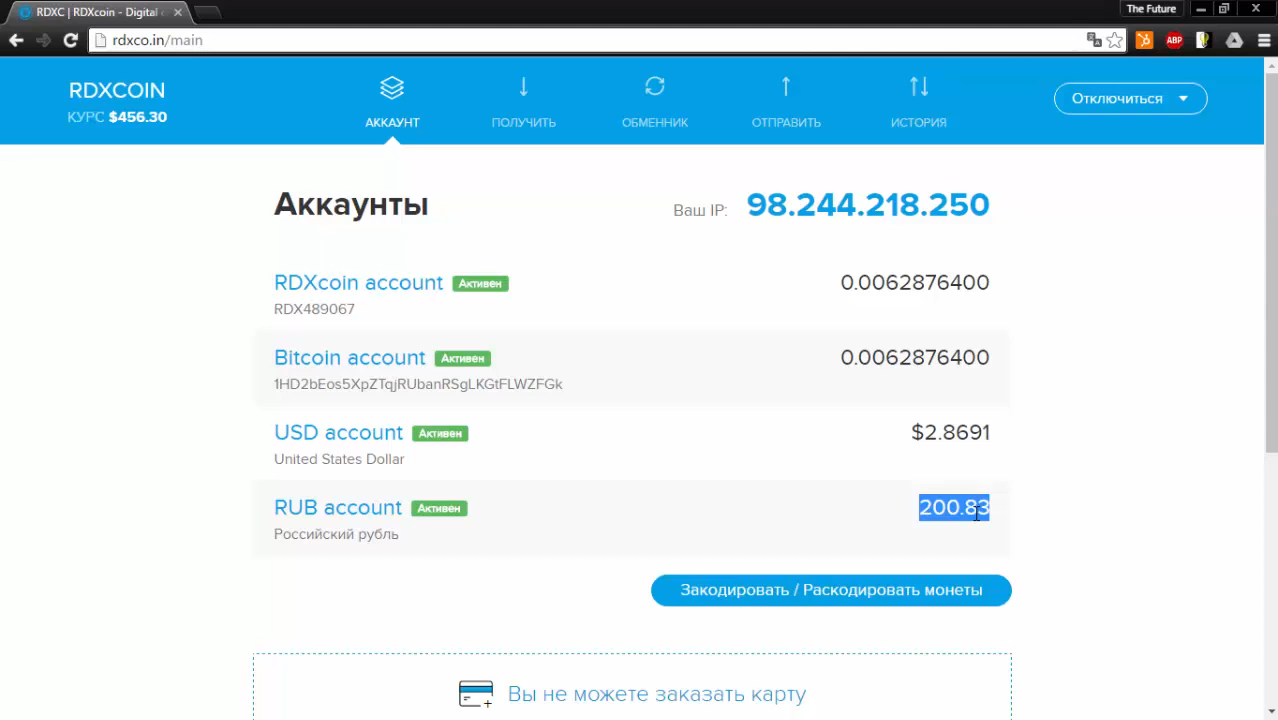 RDXC | RDXcoin - Digital
The Future
rdxco.in/main
ABP
RDXCOIN
КУРС $456.30
АККАУНТ
ПОЛУЧИТЬ
ОБМЕННИК
ОТПРАВИТЬ
ИСТОРИЯ
Отключиться
Аккаунты
Ваш IP: 98.244.218.250
RDXcoin account Активен 0.0062876400
RDX489067
Bitcoin account Активен 0.0062876400
1HD2bEos5XpZTqjRUbanRSgLKGtFLWZFGk
USD account Активен $2.8691
United States Dollar
RUB account Активен 200.83
Российский рубль
Закодировать / Раскодировать монеты
Вы не можете заказать карту